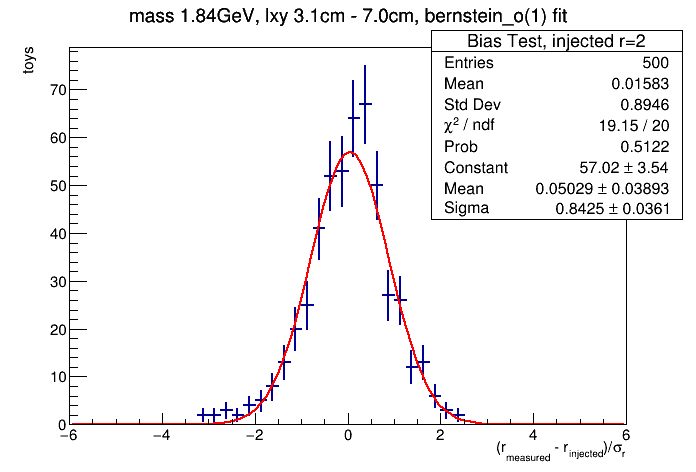 mass 1.84GeV, lxy 3.1cm - 7.0cm, bernstein_o(1) fit
toys
Bias Test, injected r=2
Entries 500
Mean 0.01583
Std Dev 0.8946
χ² / ndf 19.15 / 20
Prob 0.5122
Constant 57.02 ± 3.54
Mean 0.05029 ± 0.03893
Sigma 0.8425 ± 0.0361
70
60
50
40
30
20
10
0
−6 −4 −2 0 2 4 6
(r_measured - r_injected)/σ_r